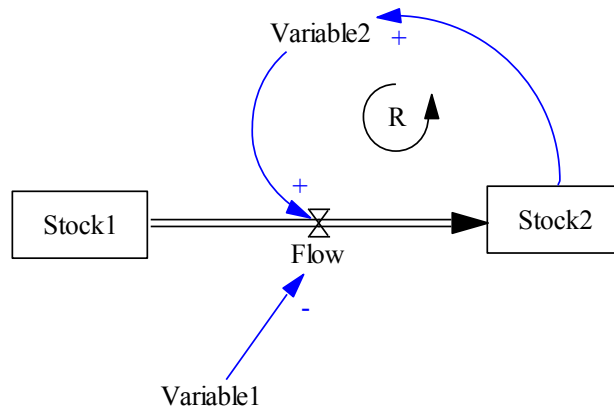 Variable2
+
R
+
Stock1
Stock2
Flow
-
Variable1